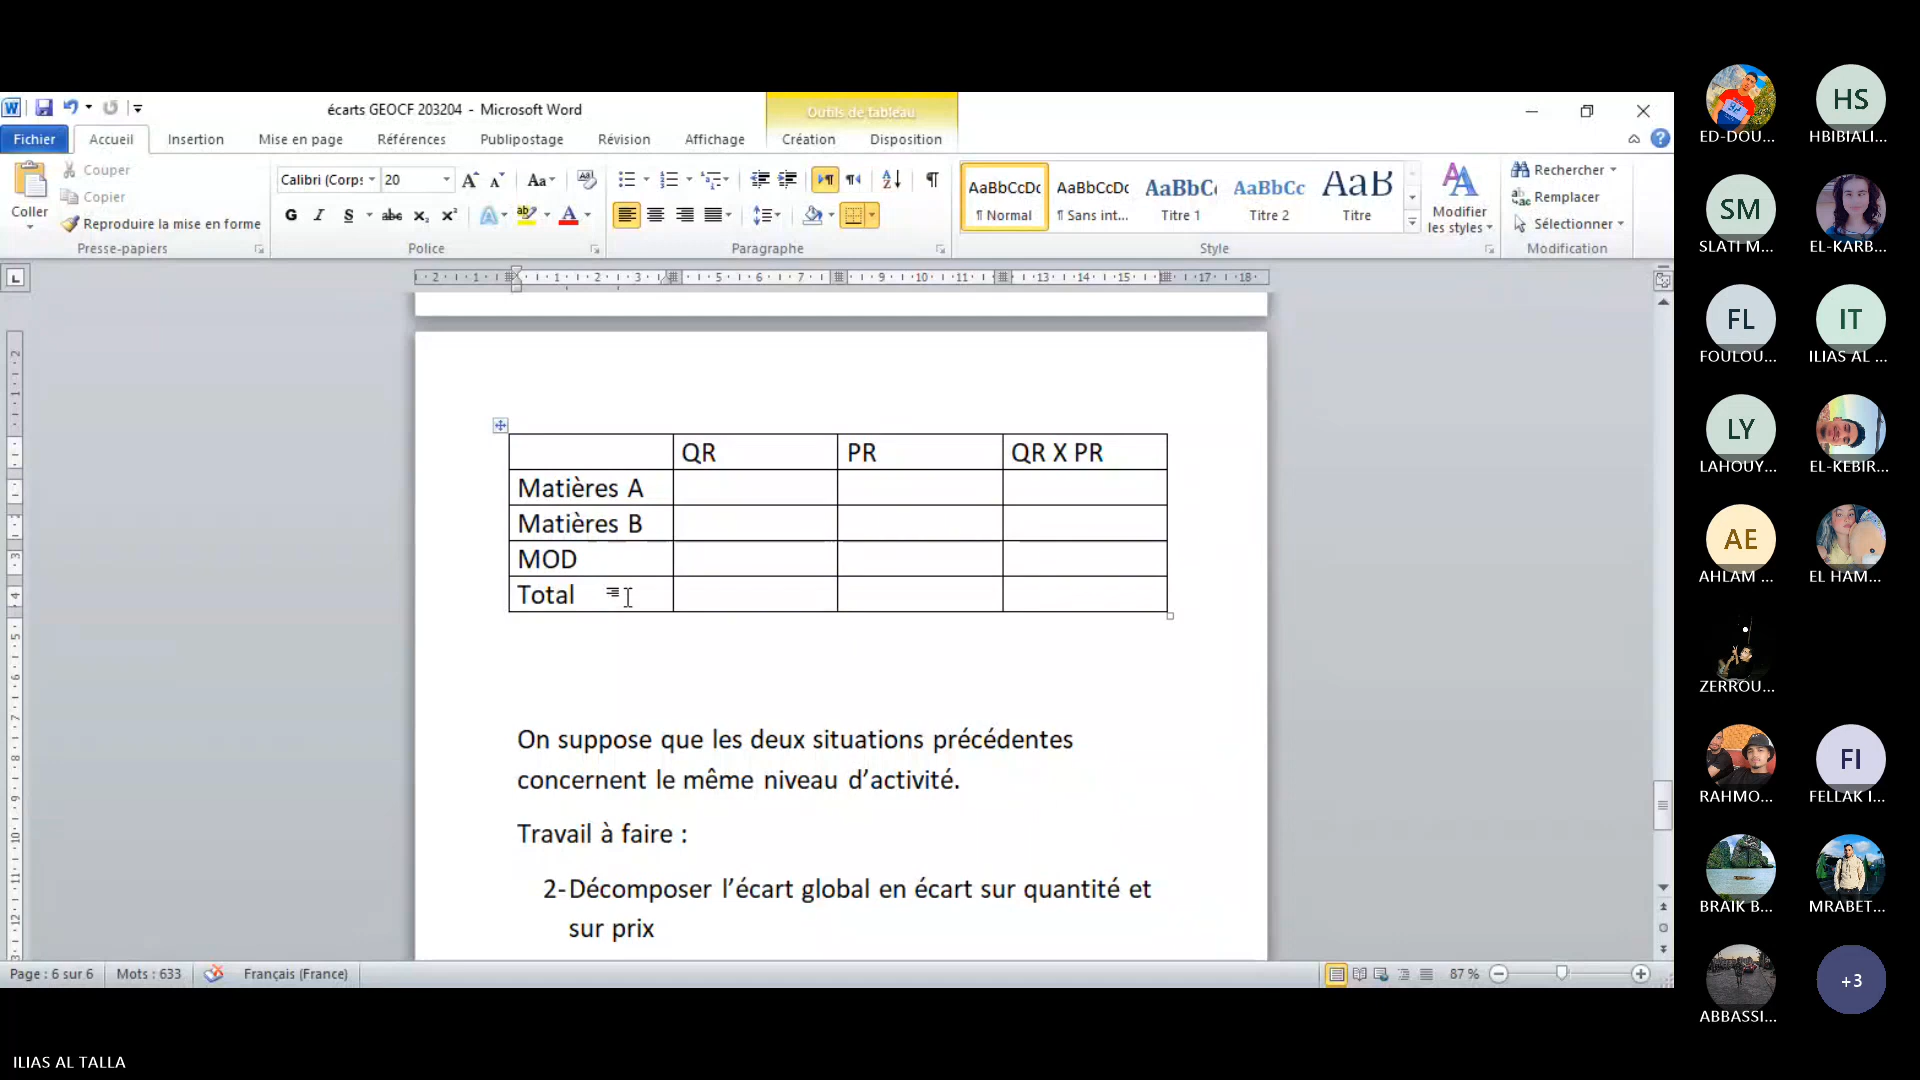 écarts GEOCF 203204 - Microsoft Word
Outils de tableau
Fichier
Accueil
Insertion
Mise en page
Références
Publipostage
Révision
Affichage
Création
Disposition
Coller
Couper
Copier
Reproduire la mise en forme
Presse-papiers
Calibri (Corps
20
Aa
G I S abc x₂ x²
Police
Paragraphe
AaBbCcDc
¶ Normal
AaBbCcDc
¶ Sans int...
AaBbC
Titre 1
AaBbCc
Titre 2
AaB
Titre
Modifier
les styles
Style
Rechercher
Remplacer
Sélectionner
Modification
QR
PR
QR X PR
Matières A
Matières B
MOD
Total
On suppose que les deux situations précédentes
concernent le même niveau d’activité.
Travail à faire :
2- Décomposer l’écart global en écart sur quantité et
sur prix
Page : 6 sur 6
Mots : 633
Français (France)
87 %
ED-DOU...
HS
HBIBIALI...
SM
SLATI M...
EL-KARB...
FL
FOULOU...
IT
ILIAS AL ...
LY
LAHOUY...
EL-KEBIR...
AE
AHLAM ...
EL HAM...
ZERROU...
RAHMO...
FI
FELLAK I...
BRAIK B...
MRABET...
ABBASSI...
+3
ILIAS AL TALLA